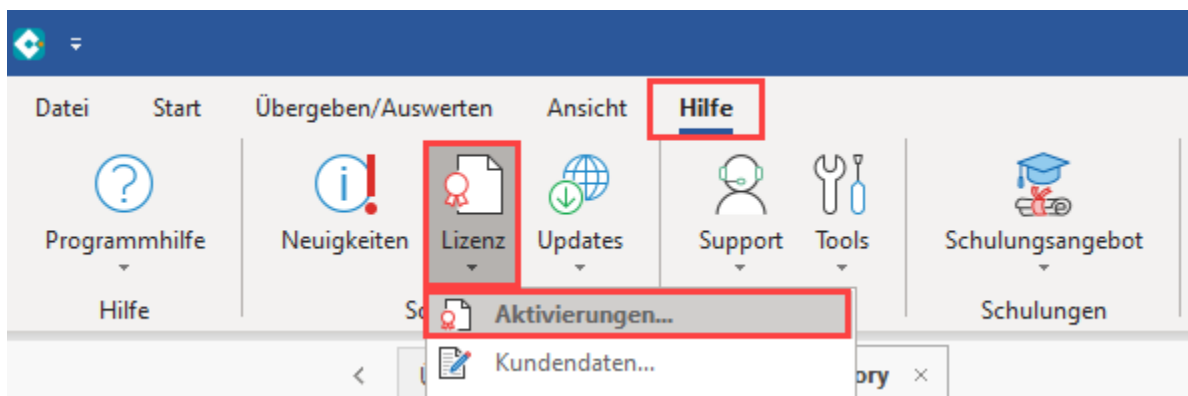 Datei Start Übergeben/Auswerten Ansicht Hilfe
Programmhilfe Neuigkeiten Lizenz Updates Support Tools Schulungsangebot
Hilfe Schulungen
Aktivierungen...
Kundendaten...